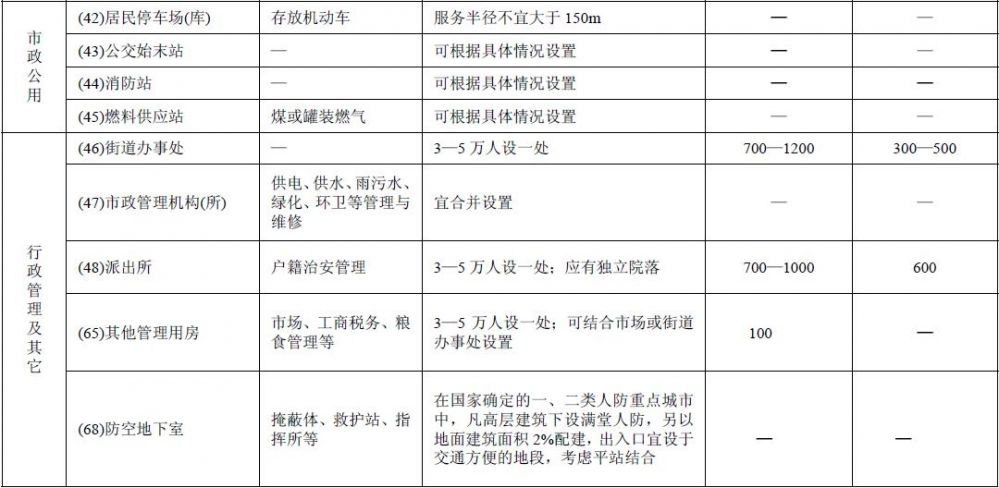 市政公用
(42)居民停车场(库) 存放机动车 服务半径不宜大于 150m — —
(43)公交始末站 — 可根据具体情况设置 — —
(44)消防站 — 可根据具体情况设置 — —
(45)燃料供应站 煤或罐装燃气 可根据具体情况设置 — —
行政管理及其它
(46)街道办事处 — 3—5 万人设一处 700—1200 300—500
(47)市政管理机构(所) 供电、供水、雨污水、
绿化、环卫等管理与
维修 宜合并设置 — —
(48)派出所 户籍治安管理 3—5 万人设一处；应有独立院落 700—1000 600
(65)其他管理用房 市场、工商税务、粮
食管理等 3—5 万人设一处；可结合市场或街道
办事处设置 100 —
(68)防空地下室 掩蔽体、救护站、指
挥所等 在国家确定的一、二类人防重点城市
中，凡高层建筑下设满堂人防，另以
地面建筑面积 2%配建，出入口宜设于
交通方便的地段，考虑平站结合 — —